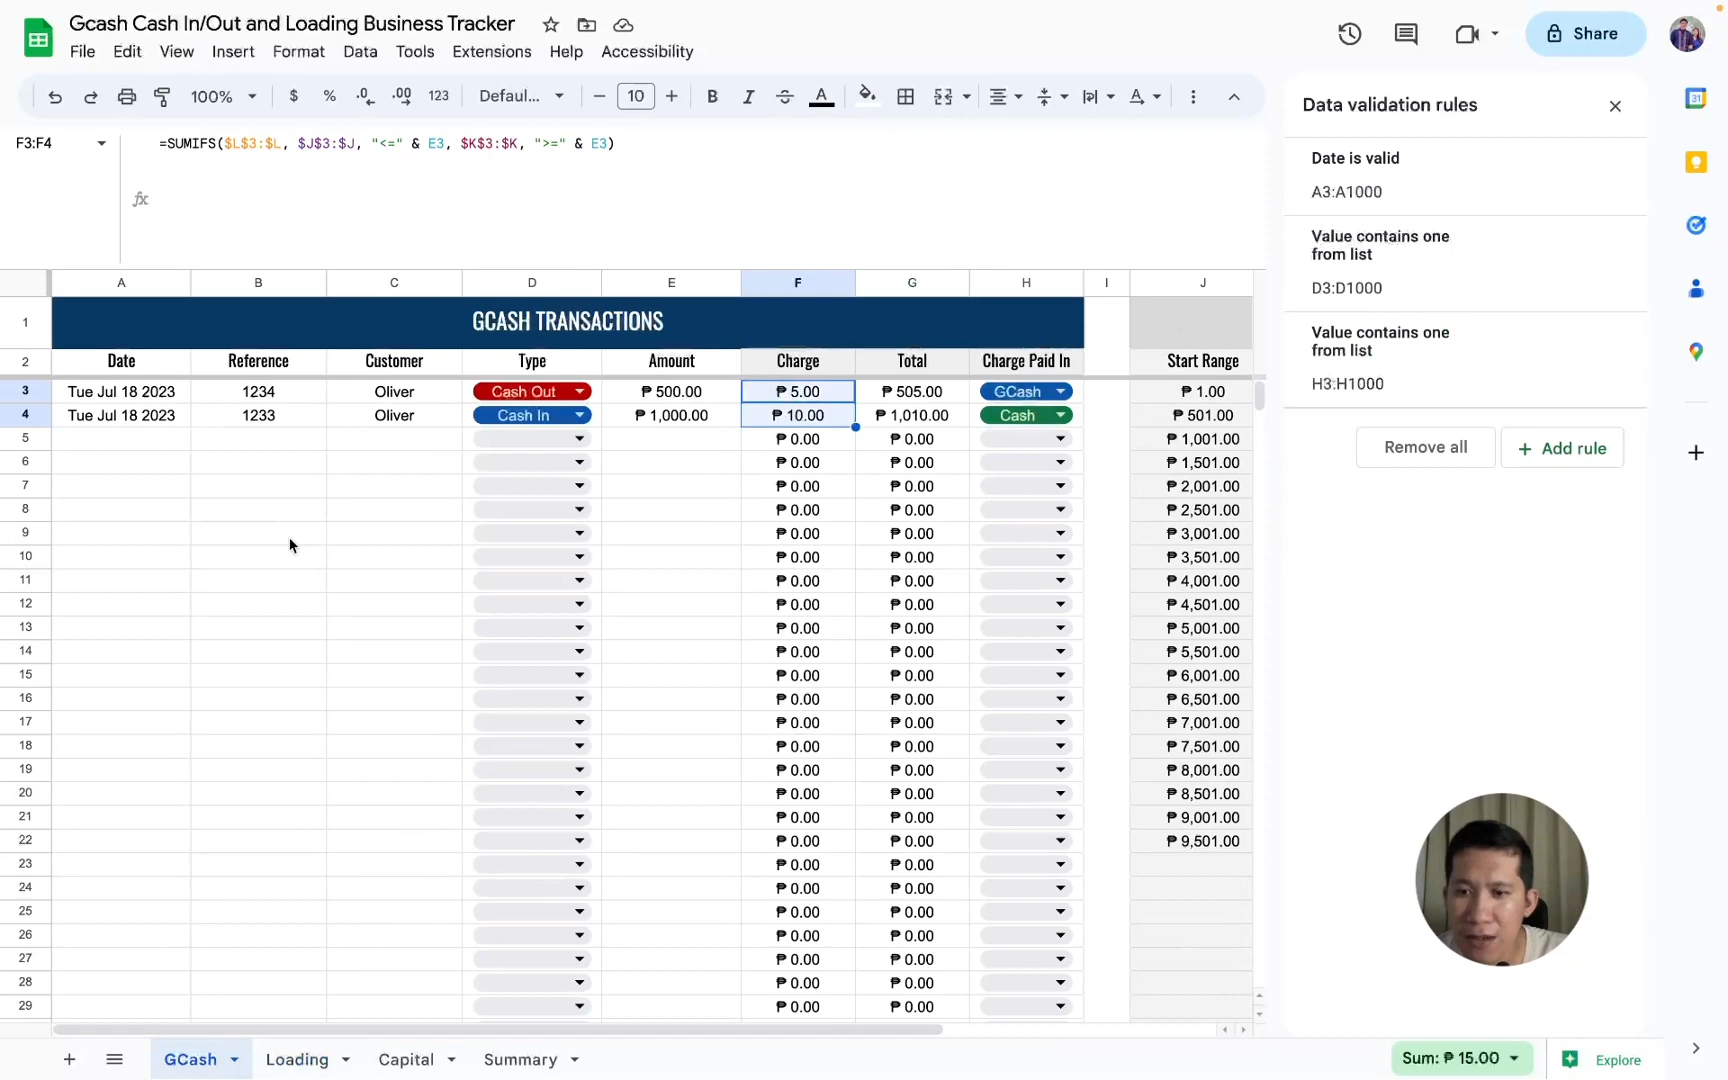 Gcash Cash In/Out and Loading Business Tracker
File Edit View Insert Format Data Tools Extensions Help Accessibility
Share
100% $ % .0 .00 123 Defaul... − 10 + B I A
F3:F4 =SUMIFS($L$3:$L, $J$3:$J, "<=" & E3, $K$3:$K, ">=" & E3)
fx
A B C D E F G H I J
1 GCASH TRANSACTIONS
2 Date Reference Customer Type Amount Charge Total Charge Paid In Start Range
3 Tue Jul 18 2023 1234 Oliver Cash Out ₱ 500.00 ₱ 5.00 ₱ 505.00 GCash ₱ 1.00
4 Tue Jul 18 2023 1233 Oliver Cash In ₱ 1,000.00 ₱ 10.00 ₱ 1,010.00 Cash ₱ 501.00
5 ₱ 0.00 ₱ 0.00 ₱ 1,001.00
6 ₱ 0.00 ₱ 0.00 ₱ 1,501.00
7 ₱ 0.00 ₱ 0.00 ₱ 2,001.00
8 ₱ 0.00 ₱ 0.00 ₱ 2,501.00
9 ₱ 0.00 ₱ 0.00 ₱ 3,001.00
10 ₱ 0.00 ₱ 0.00 ₱ 3,501.00
11 ₱ 0.00 ₱ 0.00 ₱ 4,001.00
12 ₱ 0.00 ₱ 0.00 ₱ 4,501.00
13 ₱ 0.00 ₱ 0.00 ₱ 5,001.00
14 ₱ 0.00 ₱ 0.00 ₱ 5,501.00
15 ₱ 0.00 ₱ 0.00 ₱ 6,001.00
16 ₱ 0.00 ₱ 0.00 ₱ 6,501.00
17 ₱ 0.00 ₱ 0.00 ₱ 7,001.00
18 ₱ 0.00 ₱ 0.00 ₱ 7,501.00
19 ₱ 0.00 ₱ 0.00 ₱ 8,001.00
20 ₱ 0.00 ₱ 0.00 ₱ 8,501.00
21 ₱ 0.00 ₱ 0.00 ₱ 9,001.00
22 ₱ 0.00 ₱ 0.00 ₱ 9,501.00
23 ₱ 0.00 ₱ 0.00
24 ₱ 0.00 ₱ 0.00
25 ₱ 0.00 ₱ 0.00
26 ₱ 0.00 ₱ 0.00
27 ₱ 0.00 ₱ 0.00
28 ₱ 0.00 ₱ 0.00
29 ₱ 0.00 ₱ 0.00
GCash Loading Capital Summary
Sum: ₱ 15.00 Explore
Data validation rules
Date is valid
A3:A1000
Value contains one
from list
D3:D1000
Value contains one
from list
H3:H1000
Remove all + Add rule
31